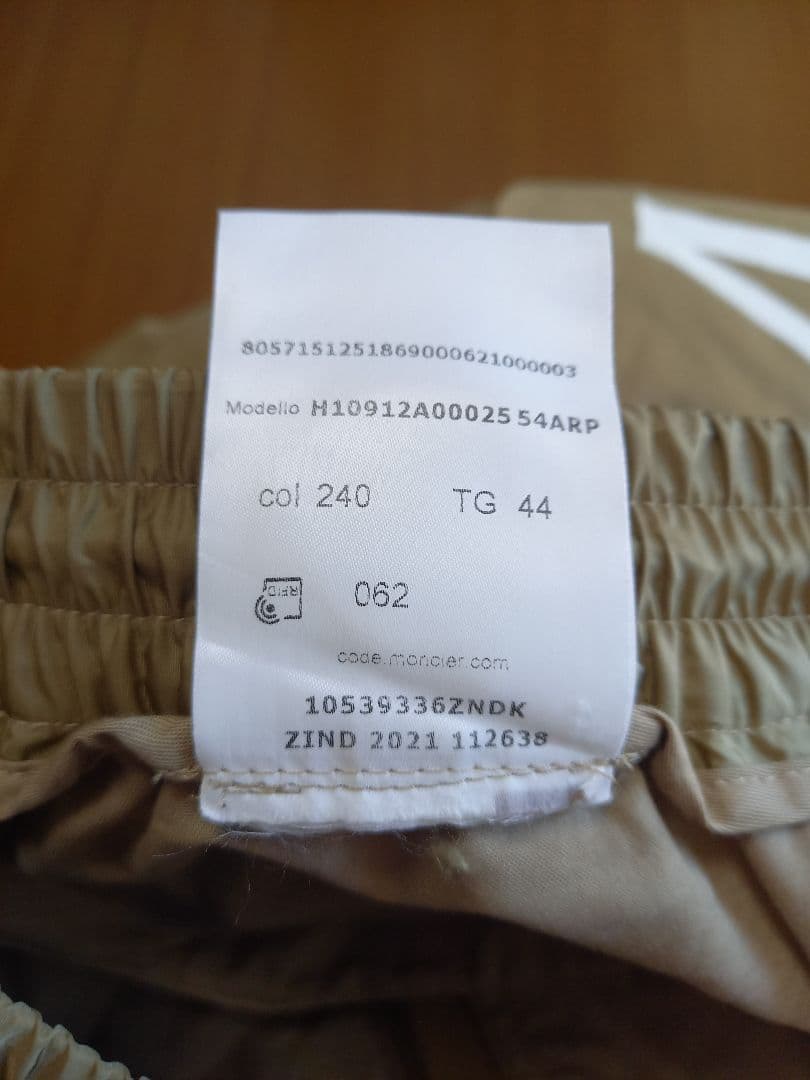 8057151251869000621000003
Modello H10912A00025 54ARP
col 240 TG 44
RFID 062
code.moncler.com
10539336ZNDK
ZIND 2021 112638